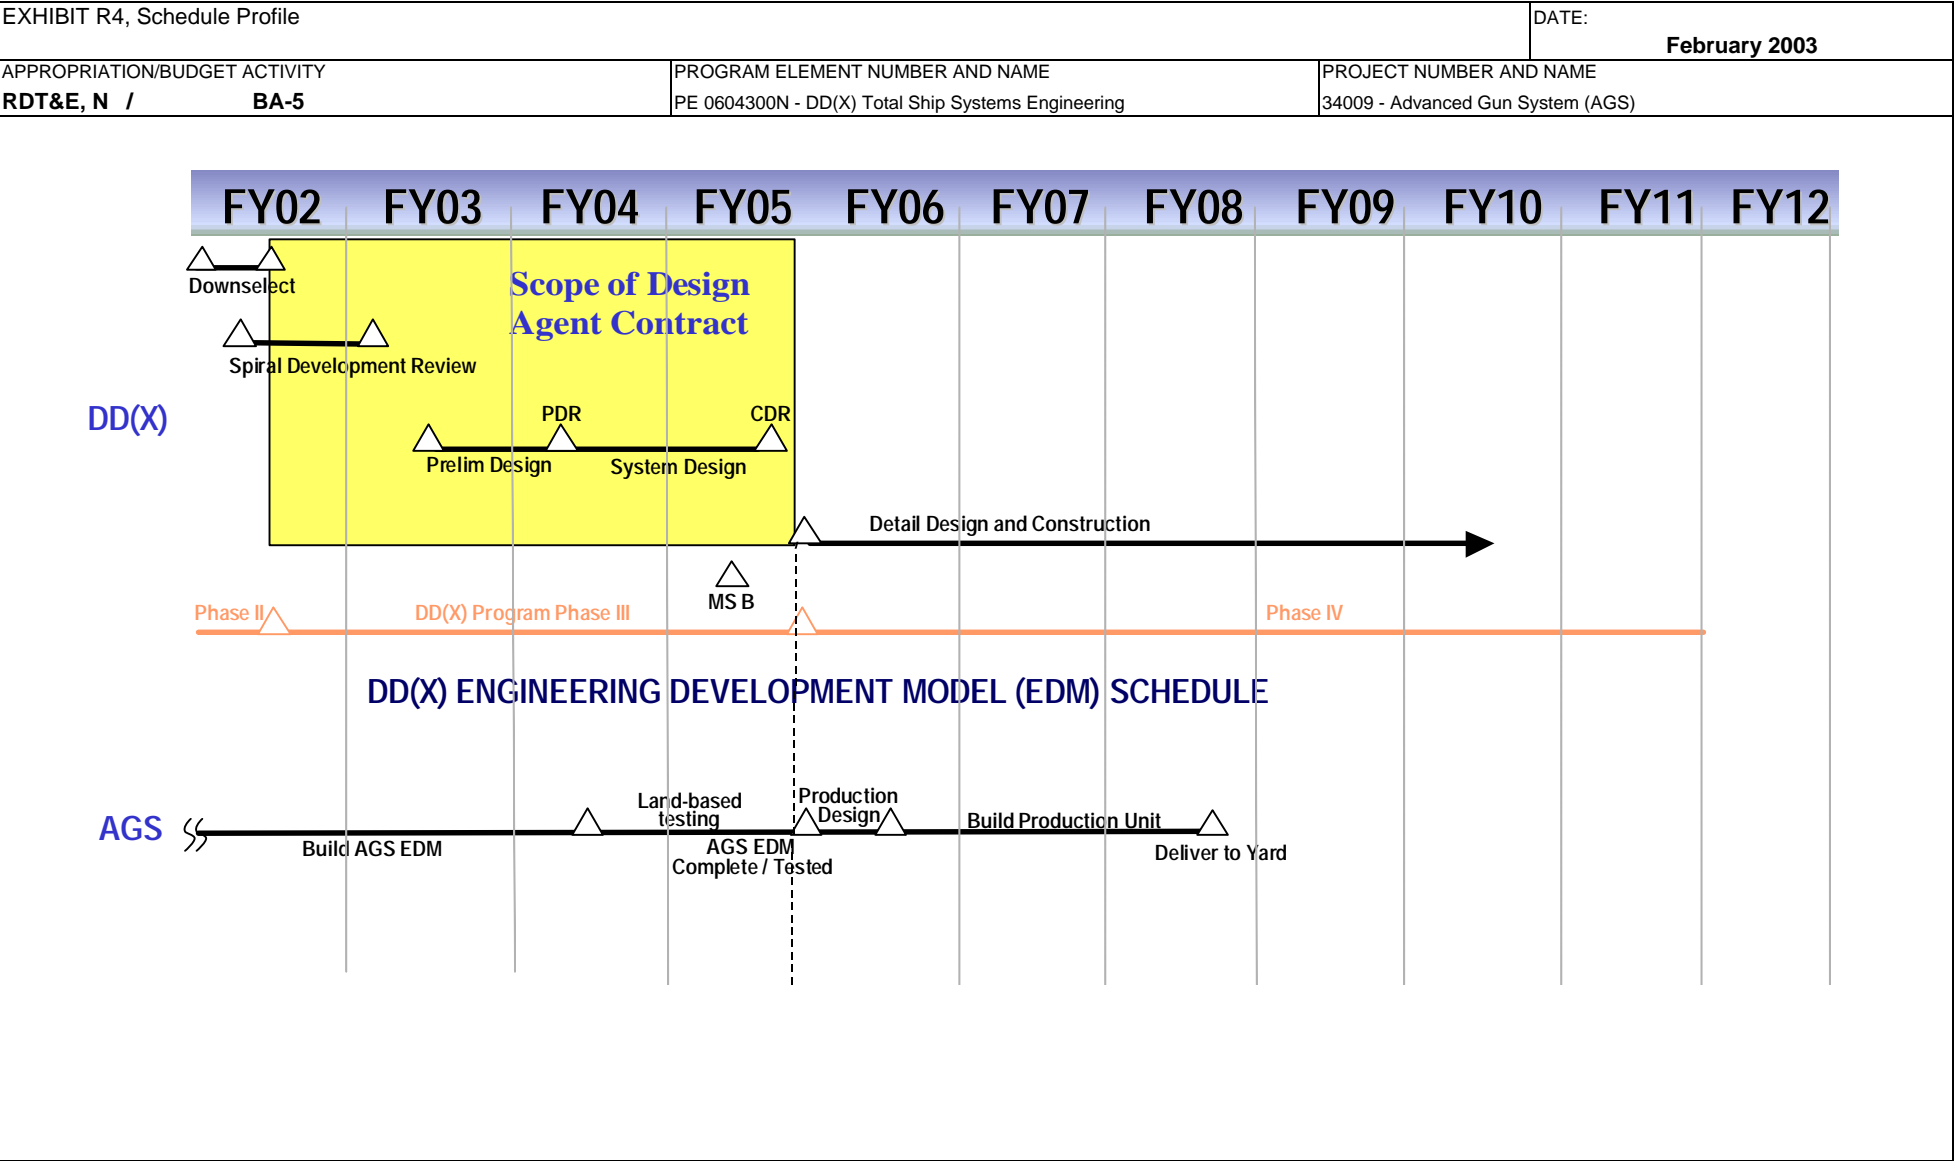 EXHIBIT R4, Schedule Profile
DATE:
February 2003
APPROPRIATION/BUDGET ACTIVITY
PROGRAM ELEMENT NUMBER AND NAME
PROJECT NUMBER AND NAME
RDT&E, N / BA-5
PE 0604300N - DD(X) Total Ship Systems Engineering
34009 - Advanced Gun System (AGS)
FY02 FY03 FY04 FY05 FY06 FY07 FY08 FY09 FY10 FY11 FY12
Downselect
Scope of Design
Agent Contract
Spiral Development Review
DD(X)
PDR
CDR
Prelim Design
System Design
Detail Design and Construction
MS B
Phase II
DD(X) Program Phase III
Phase IV
DD(X) ENGINEERING DEVELOPMENT MODEL (EDM) SCHEDULE
AGS
Land-based
testing
Production
Design
Build Production Unit
Build AGS EDM
AGS EDM
Complete / Tested
Deliver to Yard